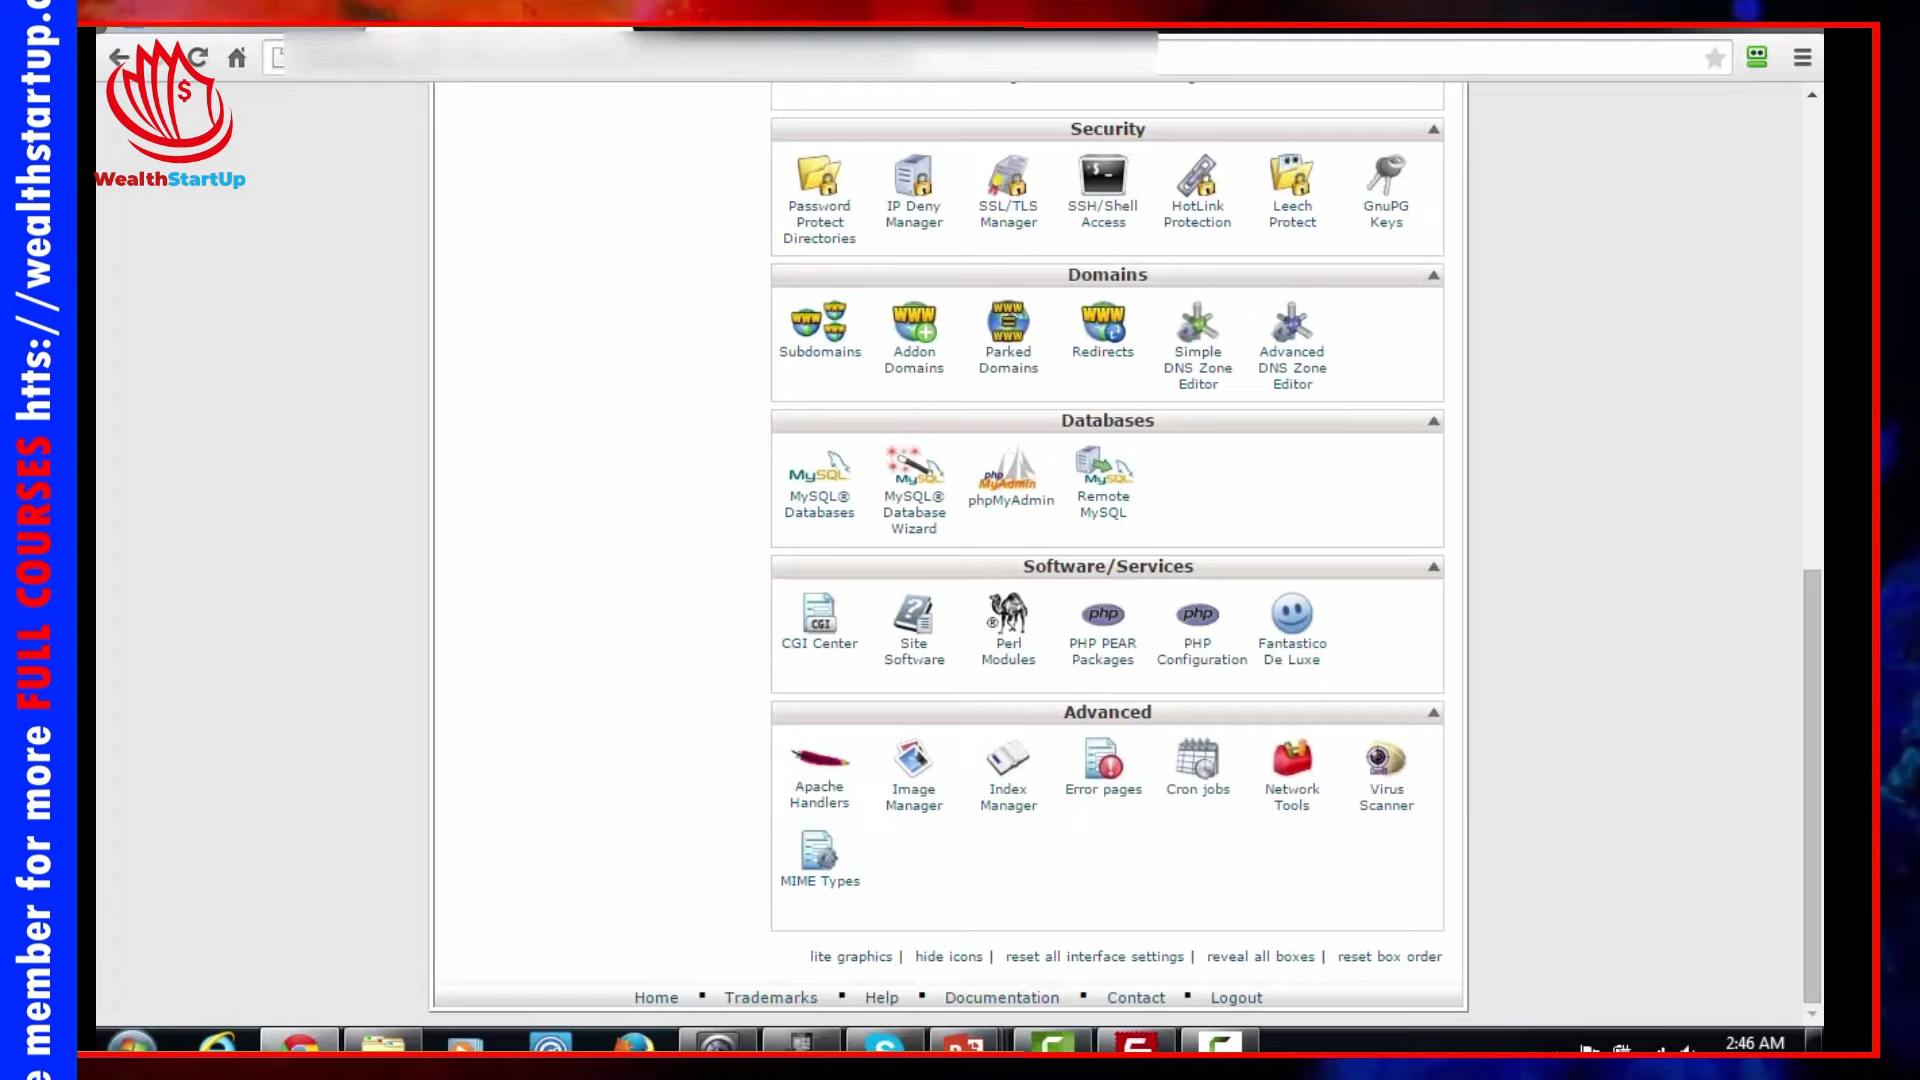 e member for more FULL COURSES htts://wealthstartup.c
WealthStartUp
Security
Password Protect Directories
IP Deny Manager
SSL/TLS Manager
SSH/Shell Access
HotLink Protection
Leech Protect
GnuPG Keys
Domains
Subdomains
Addon Domains
Parked Domains
Redirects
Simple DNS Zone Editor
Advanced DNS Zone Editor
Databases
MySQL® Databases
MySQL® Database Wizard
phpMyAdmin
Remote MySQL
Software/Services
CGI Center
Site Software
Perl Modules
PHP PEAR Packages
PHP Configuration
Fantastico De Luxe
Advanced
Apache Handlers
Image Manager
Index Manager
Error pages
Cron jobs
Network Tools
Virus Scanner
MIME Types
lite graphics | hide icons | reset all interface settings | reveal all boxes | reset box order
Home ▪ Trademarks ▪ Help ▪ Documentation ▪ Contact ▪ Logout
2:46 AM